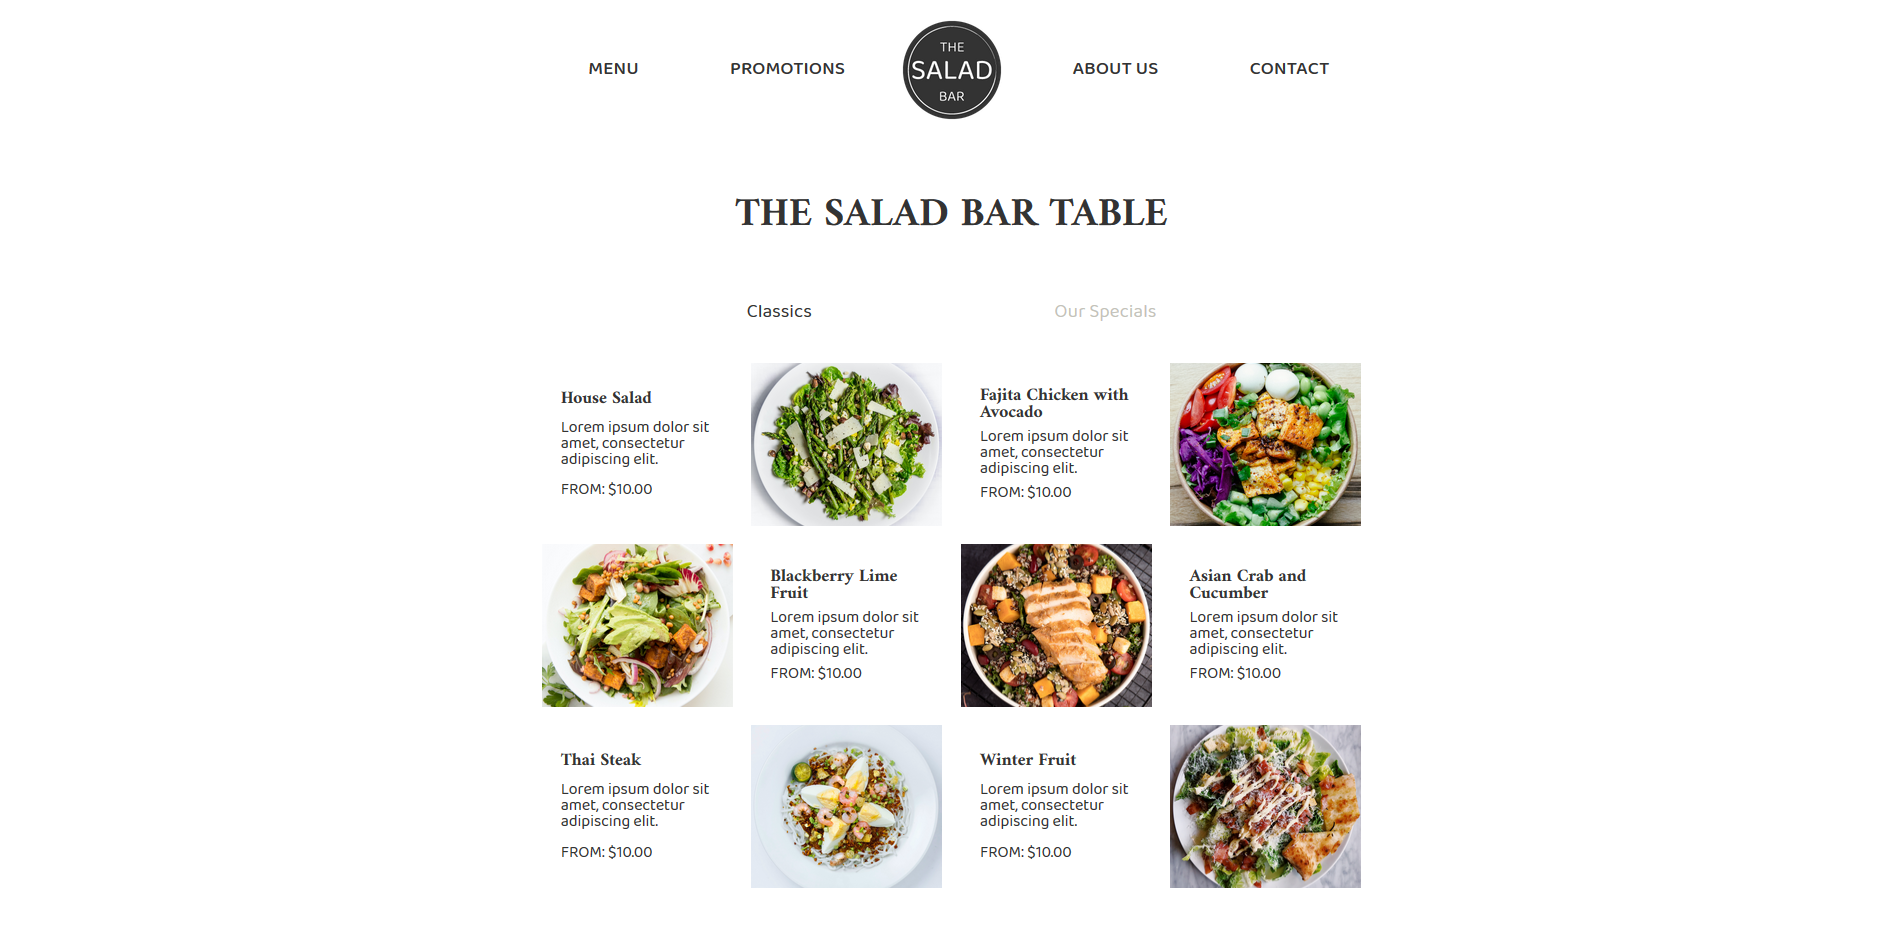 MENU
PROMOTIONS
THE
SALAD
BAR
ABOUT US
CONTACT
THE SALAD BAR TABLE
Classics
Our Specials
House Salad
Lorem ipsum dolor sit
amet, consectetur
adipiscing elit.
FROM: $10.00
Fajita Chicken with
Avocado
Lorem ipsum dolor sit
amet, consectetur
adipiscing elit.
FROM: $10.00
Blackberry Lime
Fruit
Lorem ipsum dolor sit
amet, consectetur
adipiscing elit.
FROM: $10.00
Asian Crab and
Cucumber
Lorem ipsum dolor sit
amet, consectetur
adipiscing elit.
FROM: $10.00
Thai Steak
Lorem ipsum dolor sit
amet, consectetur
adipiscing elit.
FROM: $10.00
Winter Fruit
Lorem ipsum dolor sit
amet, consectetur
adipiscing elit.
FROM: $10.00